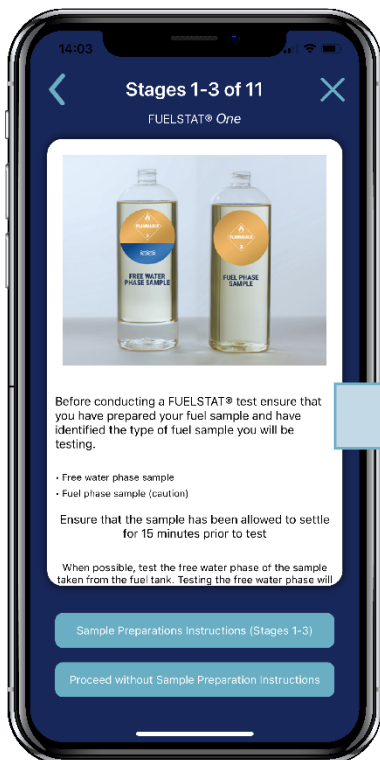 14:03
Stages 1-3 of 11
FUELSTAT® One
FREE WATER
PHASE SAMPLE
FUEL PHASE
SAMPLE
Before conducting a FUELSTAT® test ensure that
you have prepared your fuel sample and have
identified the type of fuel sample you will be
testing.
• Free water phase sample
• Fuel phase sample (caution)
Ensure that the sample has been allowed to settle
for 15 minutes prior to test
When possible, test the free water phase of the sample
taken from the fuel tank. Testing the free water phase will
Sample Preparations Instructions (Stages 1-3)
Proceed without Sample Preparation Instructions